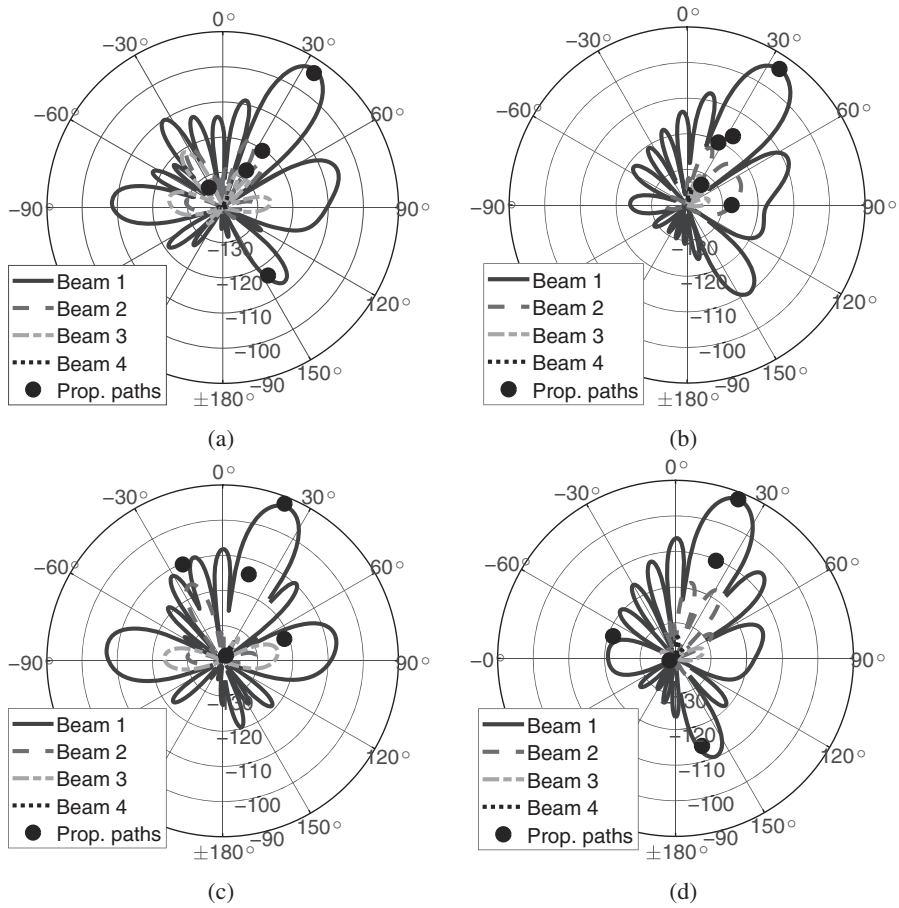 0°
−30°
30°
−60°
60°
−90°
90°
−130
−120
−110
−100
−90
120°
150°
±180°
Beam 1
Beam 2
Beam 3
Beam 4
Prop. paths
(a)
0°
−30°
30°
−60°
60°
−90°
90°
−130
−120
−110
−100
−90
120°
150°
±180°
Beam 1
Beam 2
Beam 3
Beam 4
Prop. paths
(b)
0°
−30°
30°
−60°
60°
−90°
90°
−130
−120
−110
−100
−90
120°
150°
±180°
Beam 1
Beam 2
Beam 3
Beam 4
Prop. paths
(c)
0°
−30°
30°
−60°
60°
−0°
90°
−130
−120
−110
−100
−90
120°
150°
±180°
Beam 1
Beam 2
Beam 3
Beam 4
Prop. paths
(d)